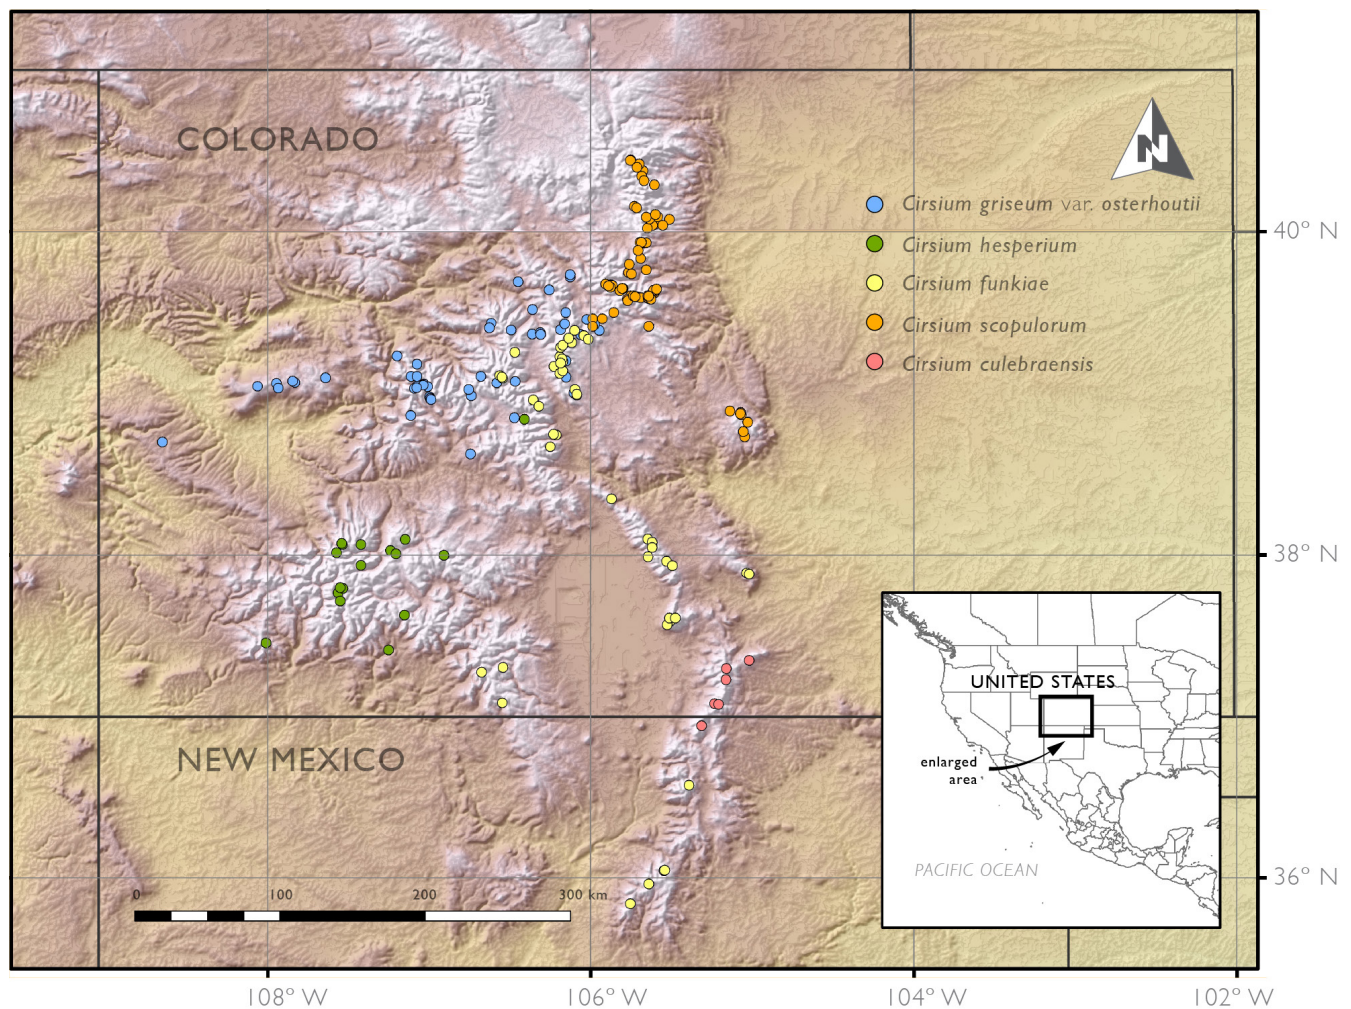 COLORADO
N
Cirsium griseum var. osterhoutii
40° N
Cirsium hesperium
Cirsium funkiae
Cirsium scopulorum
Cirsium culebraensis
38° N
UNITED STATES
NEW MEXICO
enlarged
area
PACIFIC OCEAN
36° N
0 100 200 300 km
108° W 106° W 104° W 102° W